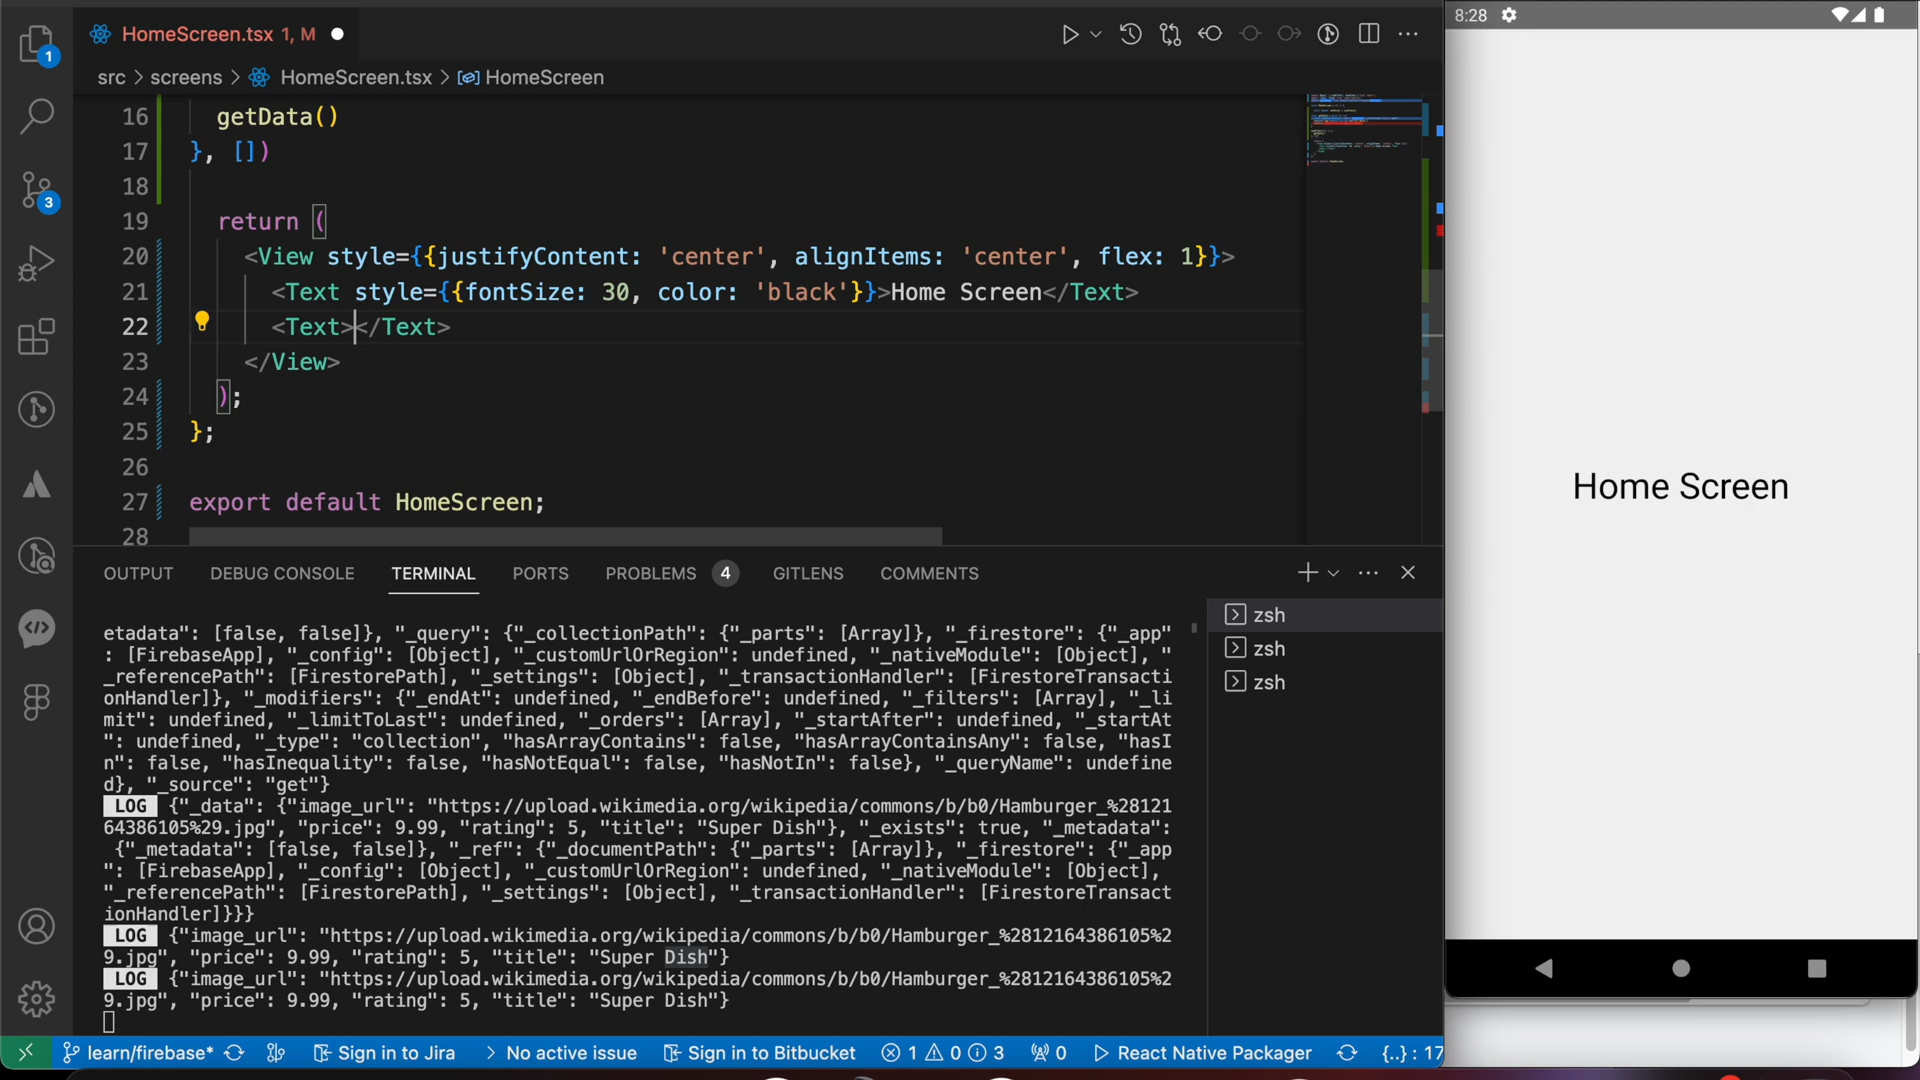 HomeScreen.tsx 1, M
src > screens > HomeScreen.tsx > HomeScreen
16 getData()
17 }, [])
18
19 return (
20 <View style={{justifyContent: 'center', alignItems: 'center', flex: 1}}>
21 <Text style={{fontSize: 30, color: 'black'}}>Home Screen</Text>
22 <Text></Text>
23 </View>
24 );
25 };
26
27 export default HomeScreen;
28
1
3
OUTPUT DEBUG CONSOLE TERMINAL PORTS PROBLEMS 4 GITLENS COMMENTS
etadata": [false, false]}, "_query": {"_collectionPath": {"_parts": [Array]}, "_firestore": {"_app"
: [FirebaseApp], "_config": [Object], "_customUrlOrRegion": undefined, "_nativeModule": [Object], "
_referencePath": [FirestorePath], "_settings": [Object], "_transactionHandler": [FirestoreTransacti
onHandler]}, "_modifiers": {"_endAt": undefined, "_endBefore": undefined, "_filters": [Array], "_li
mit": undefined, "_limitToLast": undefined, "_orders": [Array], "_startAfter": undefined, "_startAt
": undefined, "_type": "collection", "hasArrayContains": false, "hasArrayContainsAny": false, "hasI
n": false, "hasInequality": false, "hasNotEqual": false, "hasNotIn": false}, "_queryName": undefine
d}, "_source": "get"}
LOG {"_data": {"image_url": "https://upload.wikimedia.org/wikipedia/commons/b/b0/Hamburger_%28121
64386105%29.jpg", "price": 9.99, "rating": 5, "title": "Super Dish"}, "_exists": true, "_metadata":
{"_metadata": [false, false]}, "_ref": {"_documentPath": {"_parts": [Array]}, "_firestore": {"_app
": [FirebaseApp], "_config": [Object], "_customUrlOrRegion": undefined, "_nativeModule": [Object],
"_referencePath": [FirestorePath], "_settings": [Object], "_transactionHandler": [FirestoreTransact
ionHandler]}}}
LOG {"image_url": "https://upload.wikimedia.org/wikipedia/commons/b/b0/Hamburger_%2812164386105%2
9.jpg", "price": 9.99, "rating": 5, "title": "Super Dish"}
LOG {"image_url": "https://upload.wikimedia.org/wikipedia/commons/b/b0/Hamburger_%2812164386105%2
9.jpg", "price": 9.99, "rating": 5, "title": "Super Dish"}
zsh
zsh
zsh
learn/firebase* Sign in to Jira No active issue Sign in to Bitbucket 1 0 3 0 React Native Packager {..} : 17
8:28
Home Screen